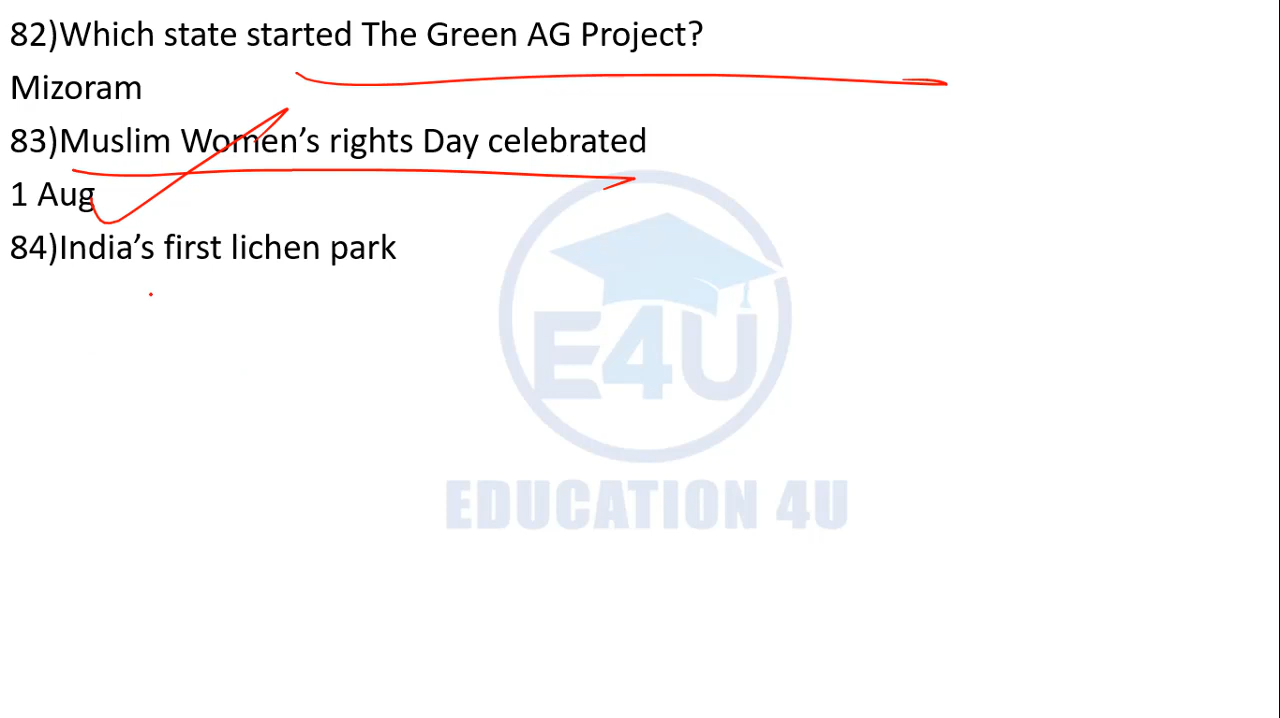 82)Which state started The Green AG Project?
Mizoram
83)Muslim Women’s rights Day celebrated
1 Aug
84)India’s first lichen park
E4U
EDUCATION 4U